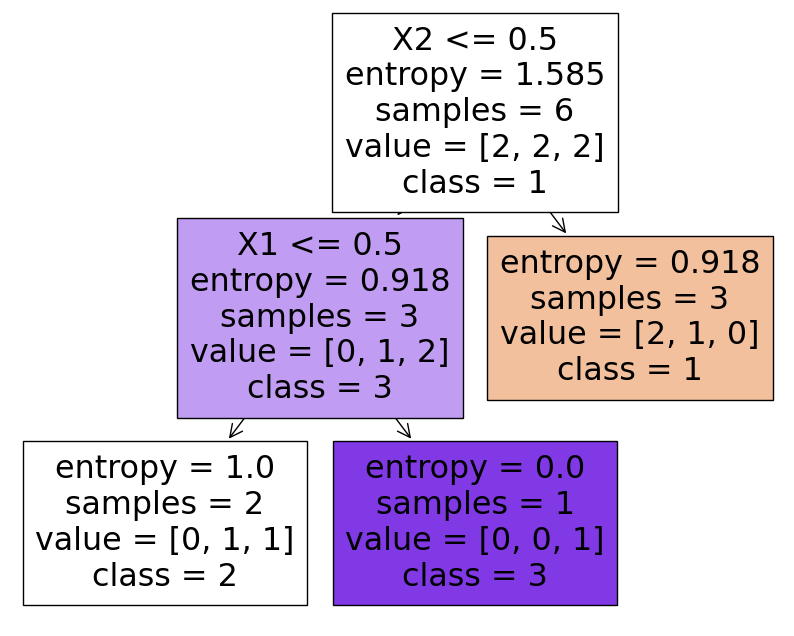 X2 <= 0.5
entropy = 1.585
samples = 6
value = [2, 2, 2]
class = 1
X1 <= 0.5
entropy = 0.918
samples = 3
value = [0, 1, 2]
class = 3
entropy = 0.918
samples = 3
value = [2, 1, 0]
class = 1
entropy = 1.0
samples = 2
value = [0, 1, 1]
class = 2
entropy = 0.0
samples = 1
value = [0, 0, 1]
class = 3